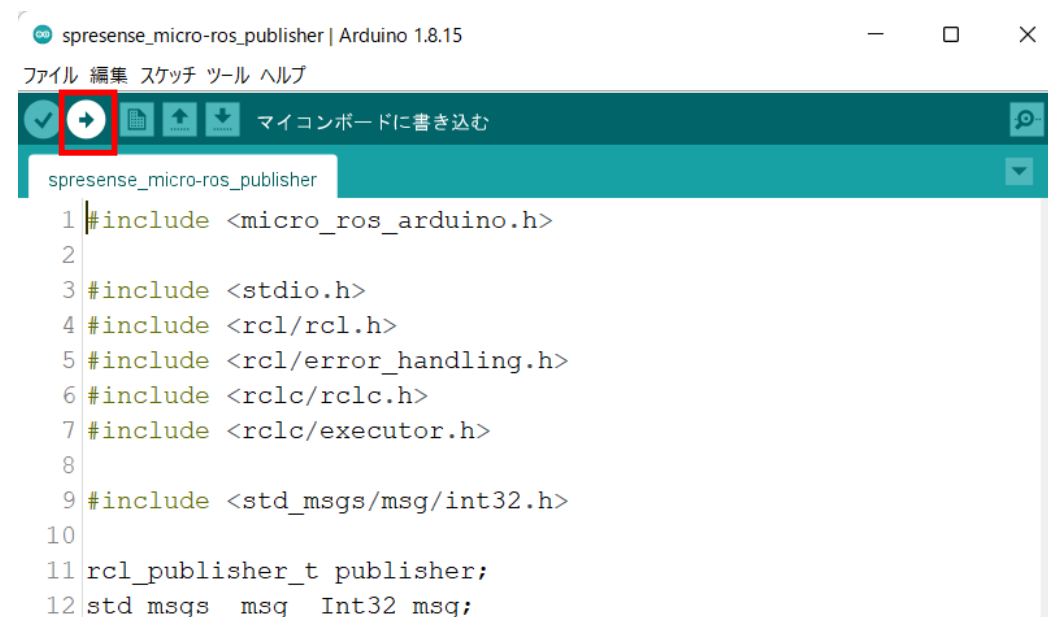 spresense_micro-ros_publisher | Arduino 1.8.15
ファイル 編集 スケッチ ツール ヘルプ
マイコンボードに書き込む
spresense_micro-ros_publisher
1 #include <micro_ros_arduino.h>
2
3 #include <stdio.h>
4 #include <rcl/rcl.h>
5 #include <rcl/error_handling.h>
6 #include <rclc/rclc.h>
7 #include <rclc/executor.h>
8
9 #include <std_msgs/msg/int32.h>
10
11 rcl_publisher_t publisher;
12 std_msgs__msg__Int32 msg;